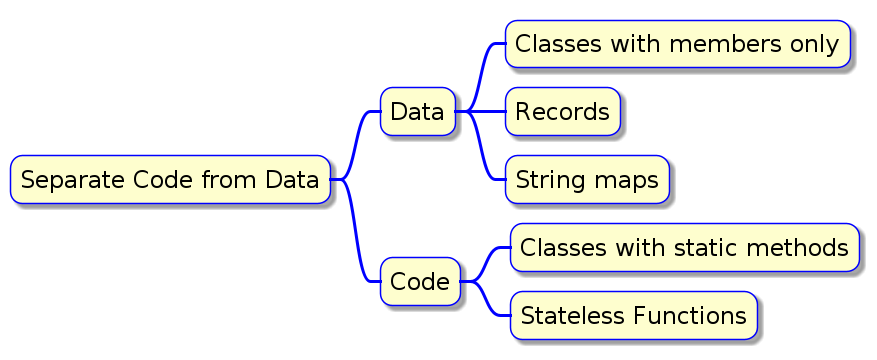 Separate Code from Data
Data
Classes with members only
Records
String maps
Code
Classes with static methods
Stateless Functions